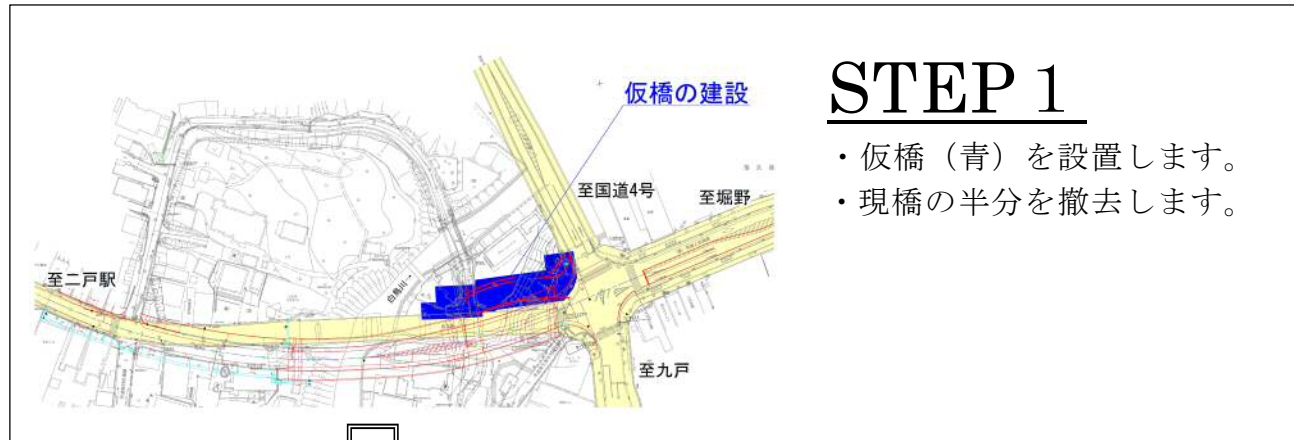 STEP 1
・仮橋（青）を設置します。
・現橋の半分を撤去します。
仮橋の建設
至国道4号
至堀野
至二戸駅
白鳥川→
至九戸